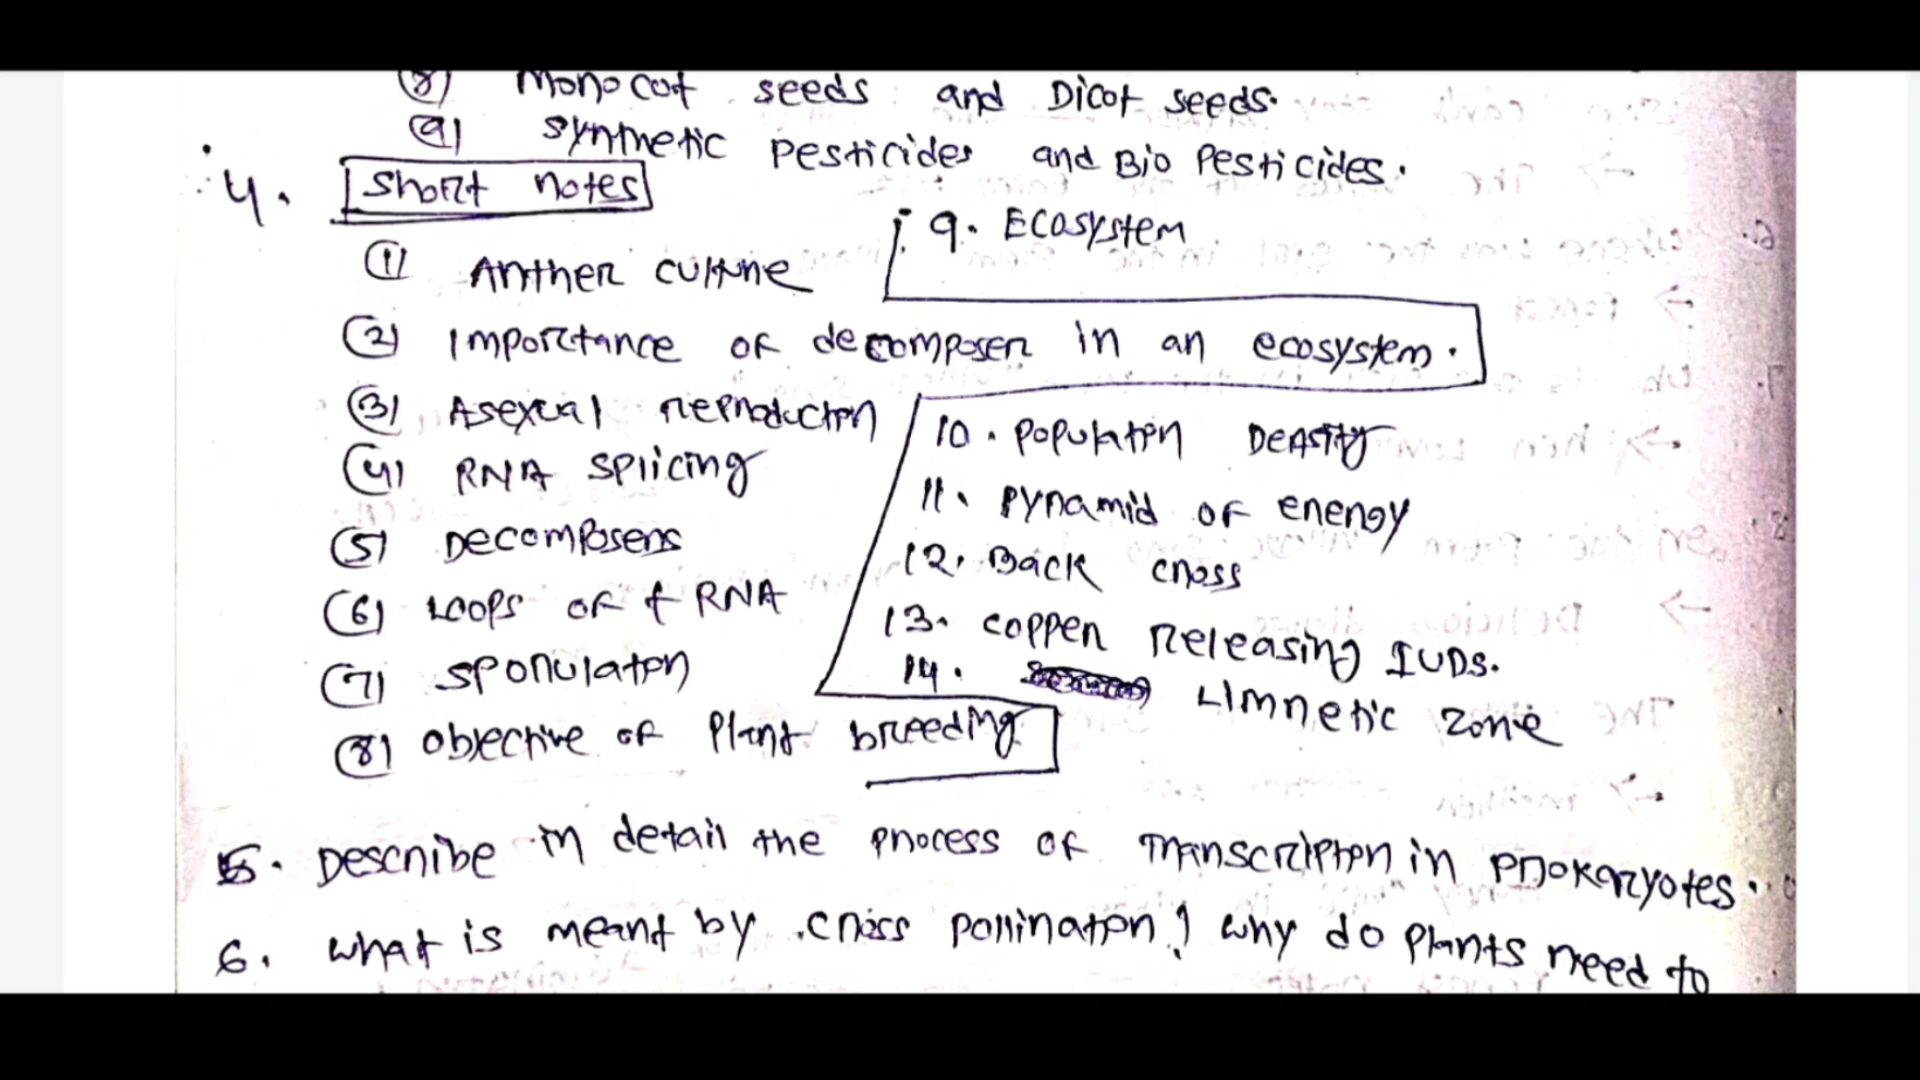 (8) Monocot seeds and Dicot seeds.
(9) Synthetic Pesticides and Bio Pesticides.
4. Short notes
(1) Anther culture
(2) Importance of decomposer in an ecosystem.
(3) Asexual reproduction
(4) RNA splicing
(5) Decomposers
(6) Loops of t RNA
(7) Sporulation
(8) Objective of Plant breeding
9. Ecosystem
10. Population Density
11. Pyramid of energy
12. Back cross
13. Copper Releasing IUDs.
14. Limnetic zone
5. Describe in detail the process of transcription in prokaryotes.
6. What is meant by cross pollination? why do plants need to